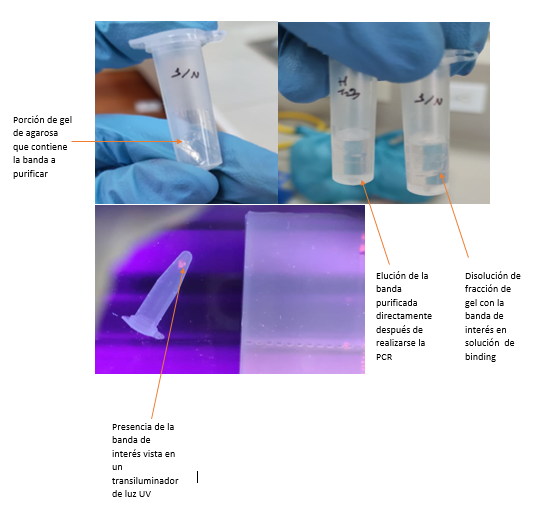 S/N
S/N
Porción de gel
de agarosa
que contiene
la banda a
purificar
Elución de la
banda
purificada
directamente
después de
realizarse la
PCR
Disolución de
fracción de
gel con la
banda de
interés en
solución de
binding
Presencia de la
banda de
interés vista en
un
transiluminador
de luz UV